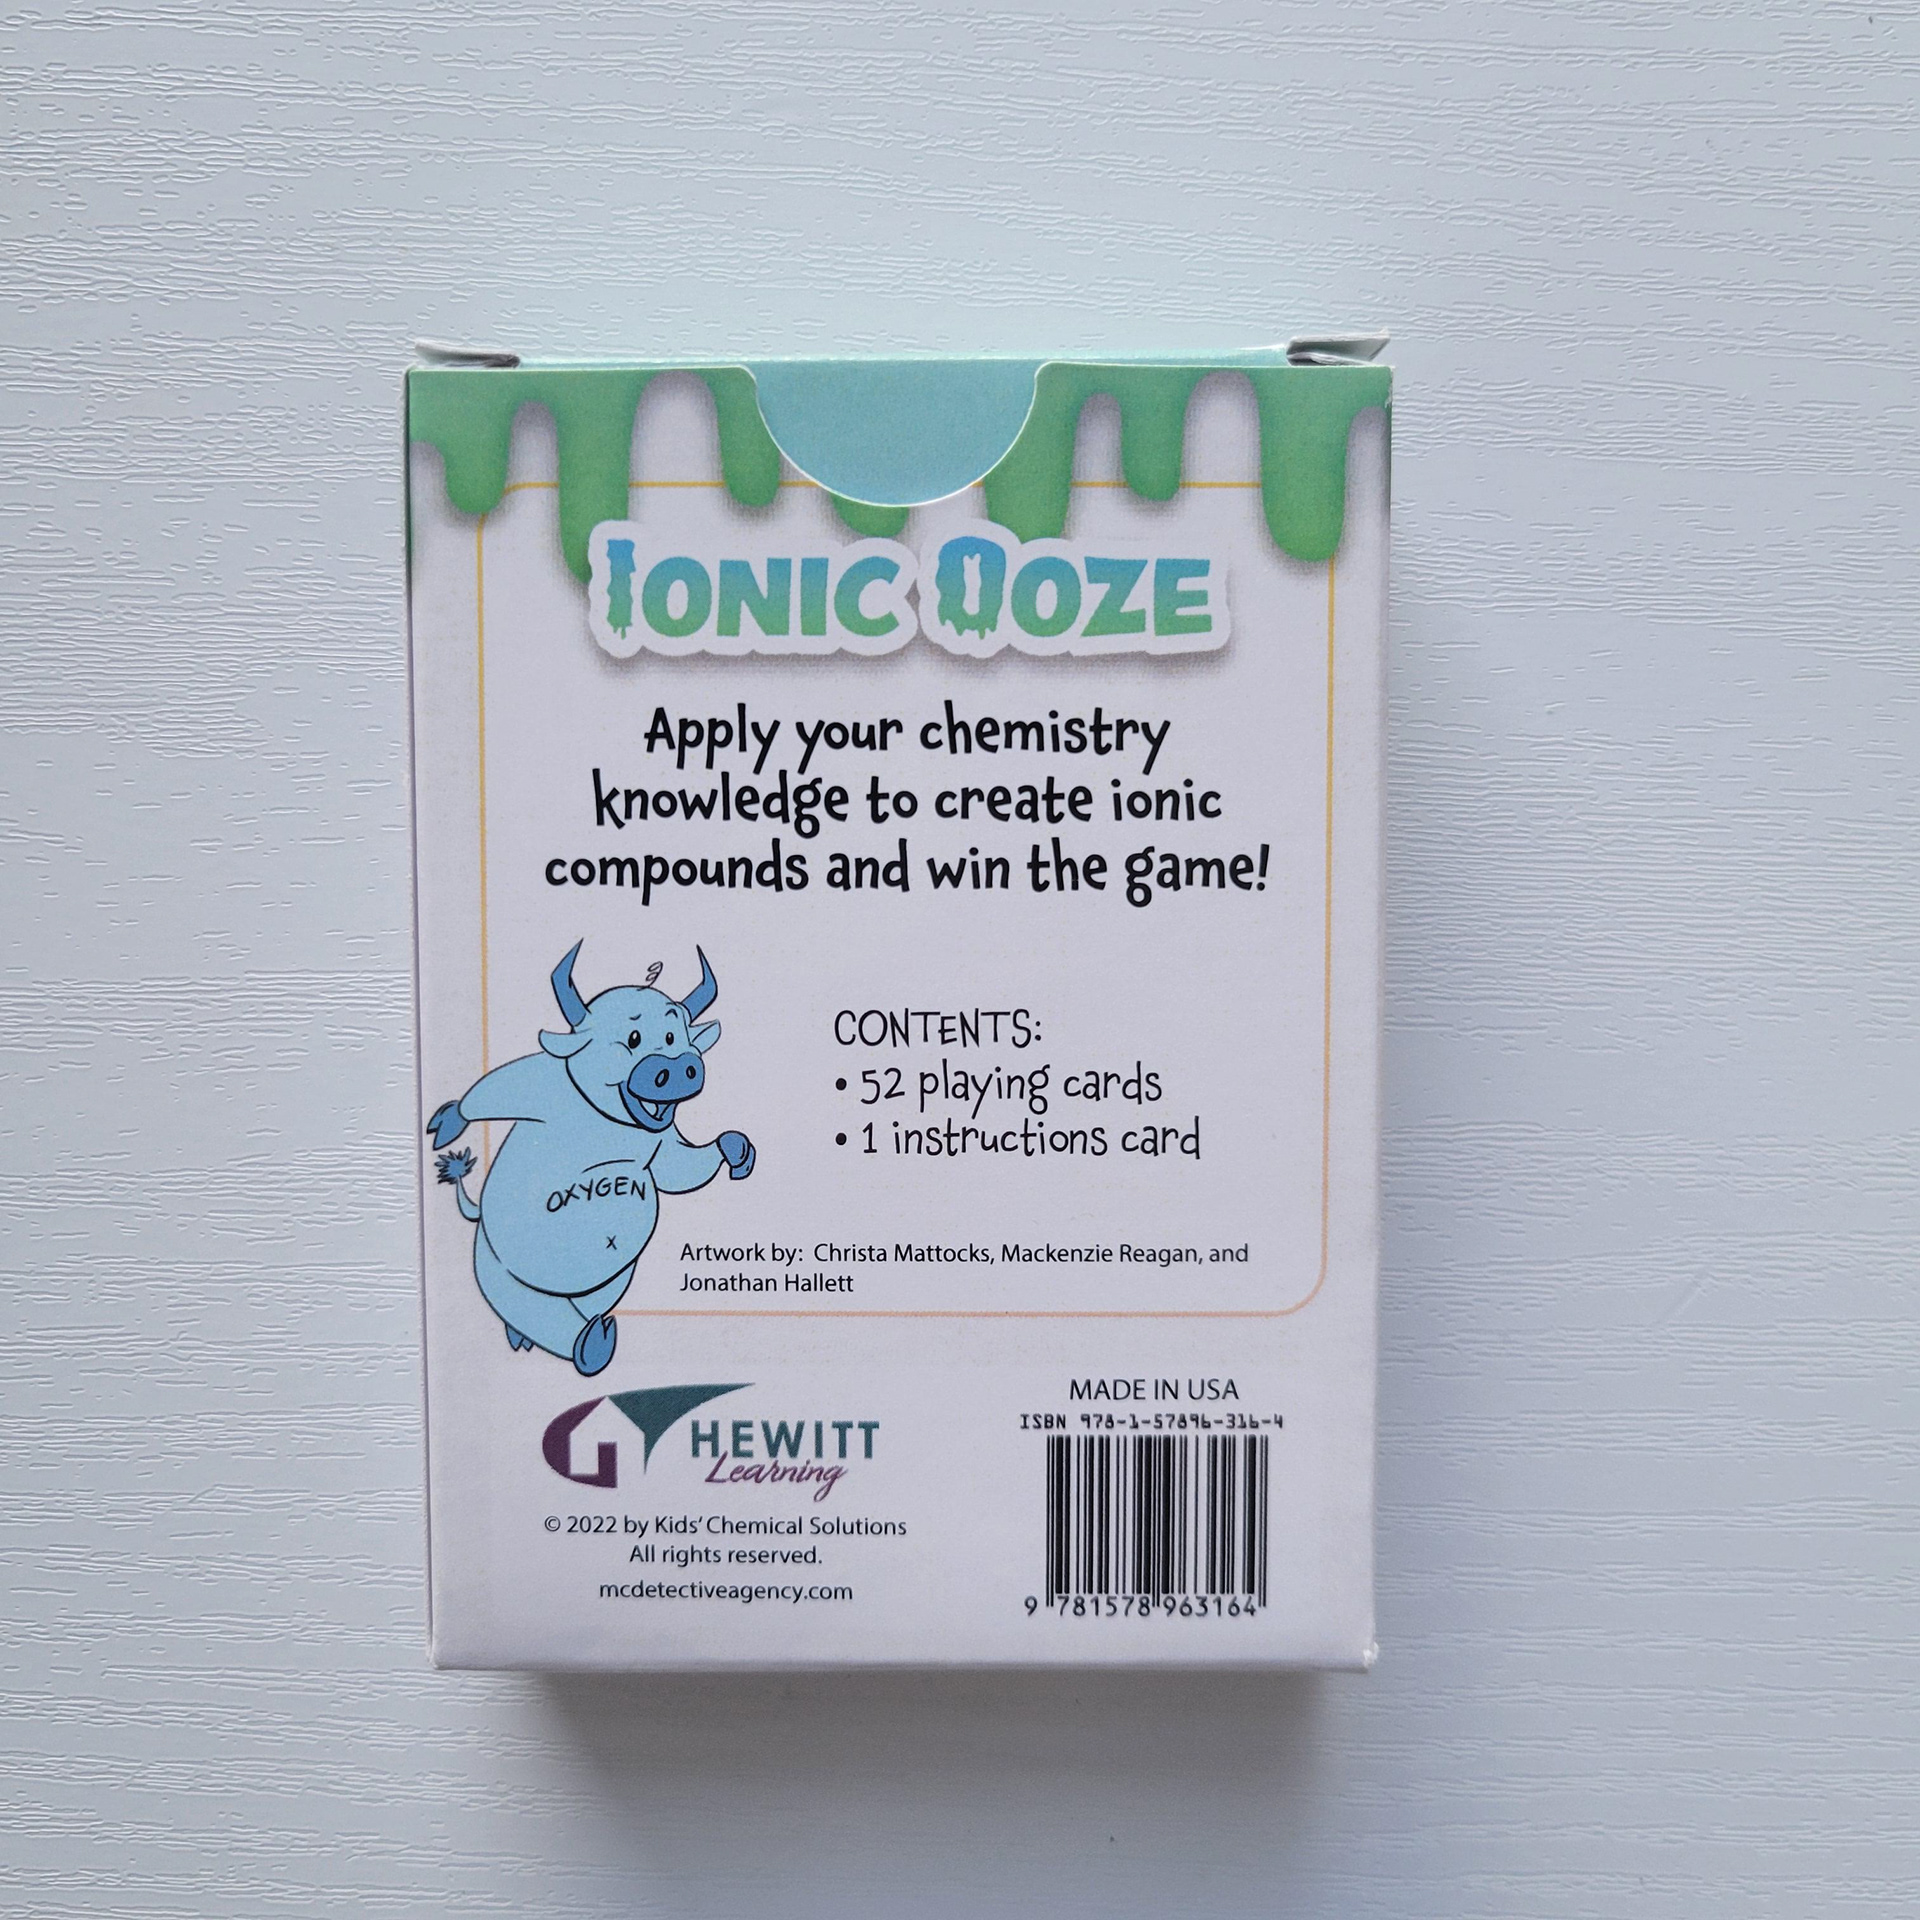 IONIC OOZE
Apply your chemistry
knowledge to create ionic
compounds and win the game!
CONTENTS:
• 52 playing cards
• 1 instructions card
OXYGEN
x
Artwork by: Christa Mattocks, Mackenzie Reagan, and
Jonathan Hallett
HEWITT
Learning
© 2022 by Kids' Chemical Solutions
All rights reserved.
mcdetectiveagency.com
MADE IN USA
ISBN 978-1-57896-316-4
9 781578 963164